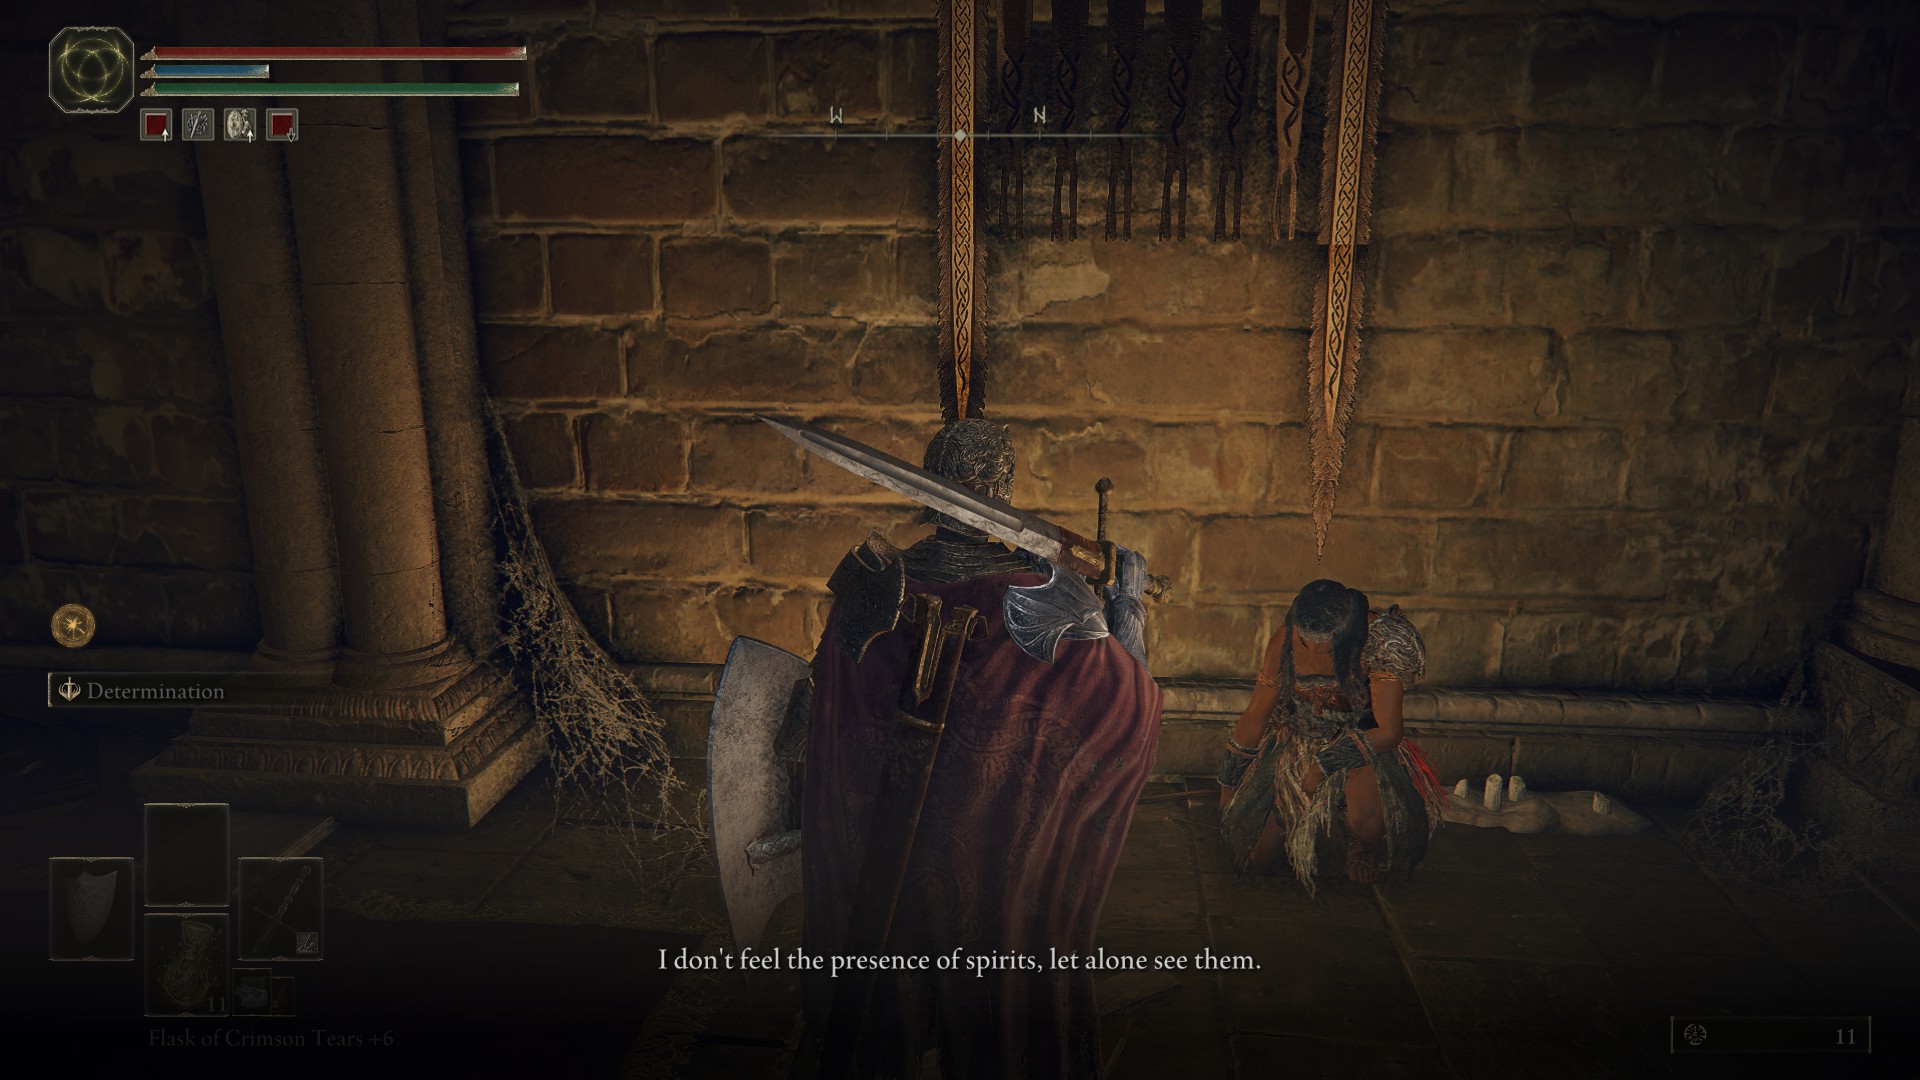 W
N
Determination
I don't feel the presence of spirits, let alone see them.
11
Flask of Crimson Tears +6
11